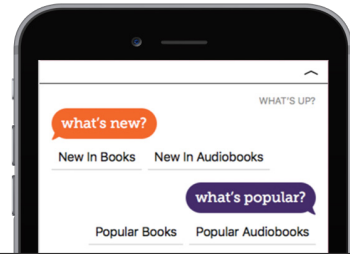 WHAT'S UP?
what's new?
New In Books New In Audiobooks
what's popular?
Popular Books Popular Audiobooks